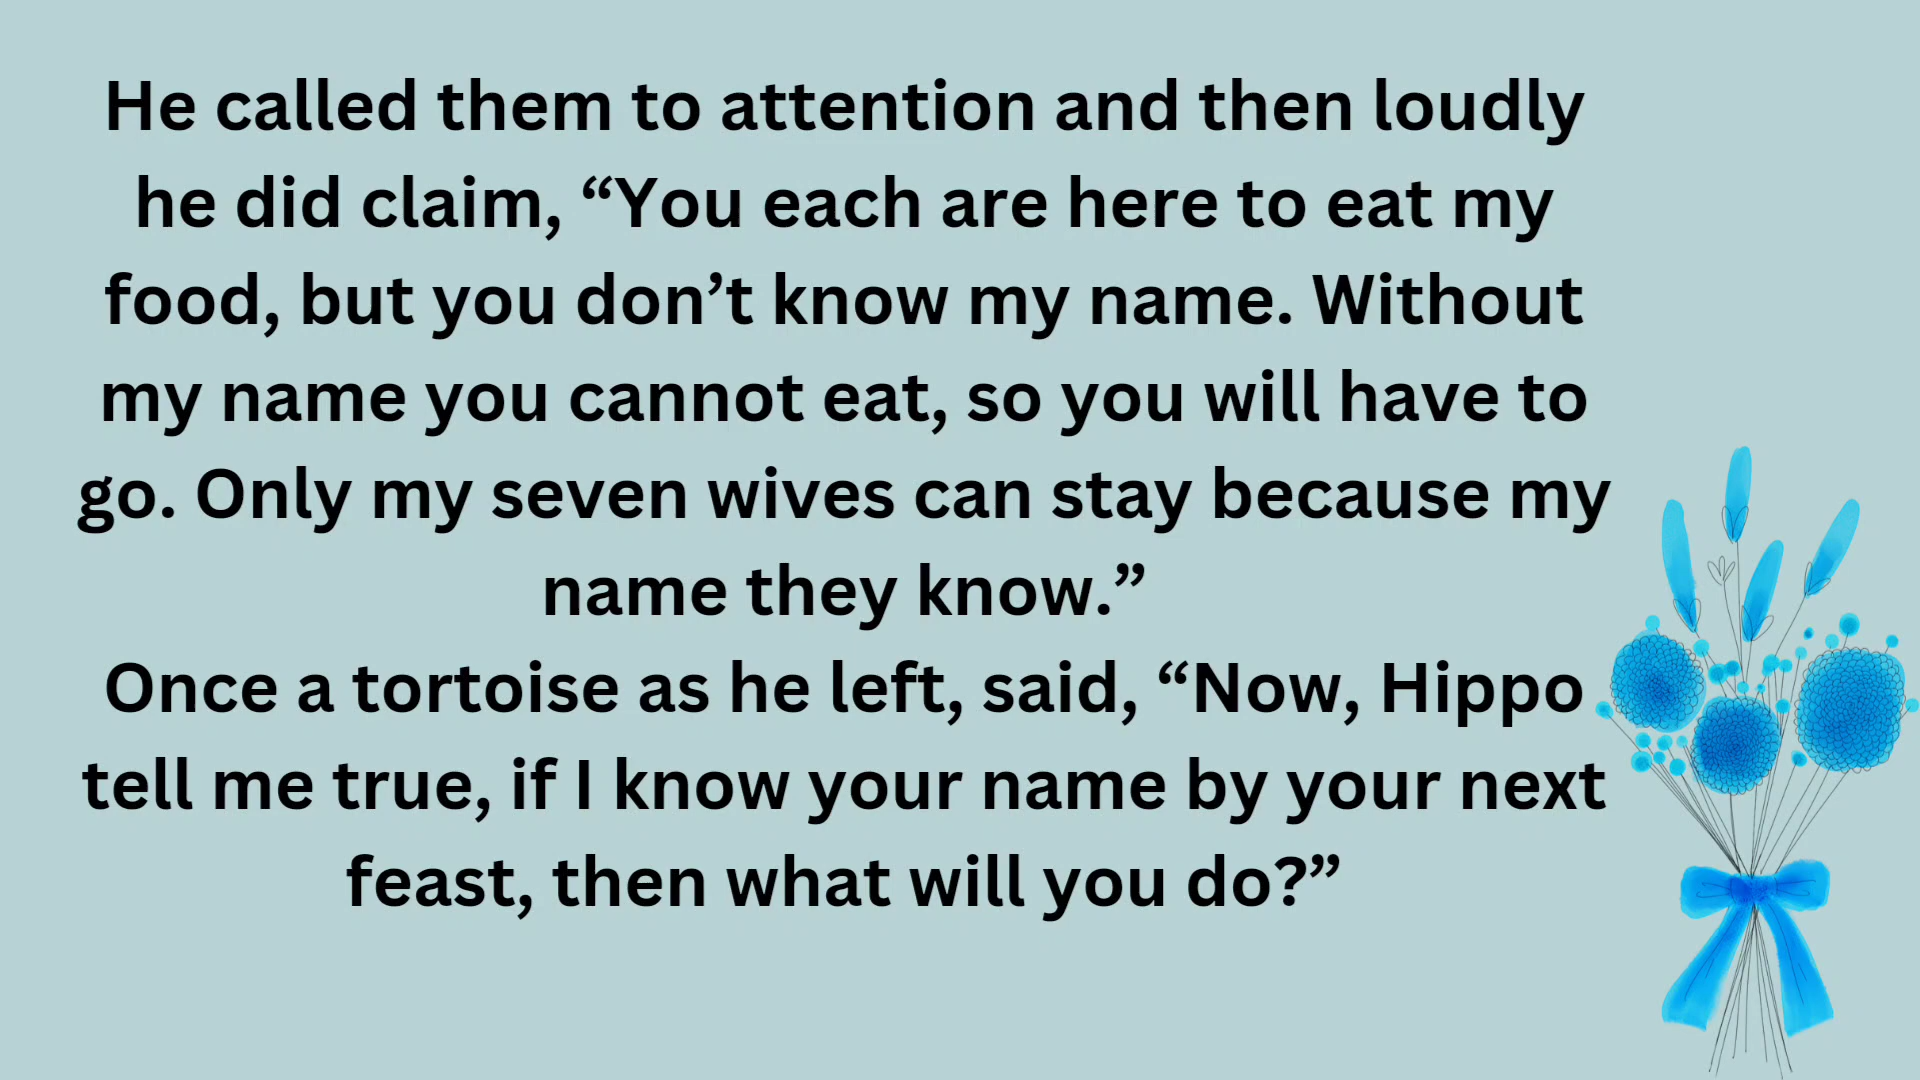 He called them to attention and then loudly
he did claim, “You each are here to eat my
food, but you don’t know my name. Without
my name you cannot eat, so you will have to
go. Only my seven wives can stay because my
name they know.”
Once a tortoise as he left, said, “Now, Hippo
tell me true, if I know your name by your next
feast, then what will you do?”